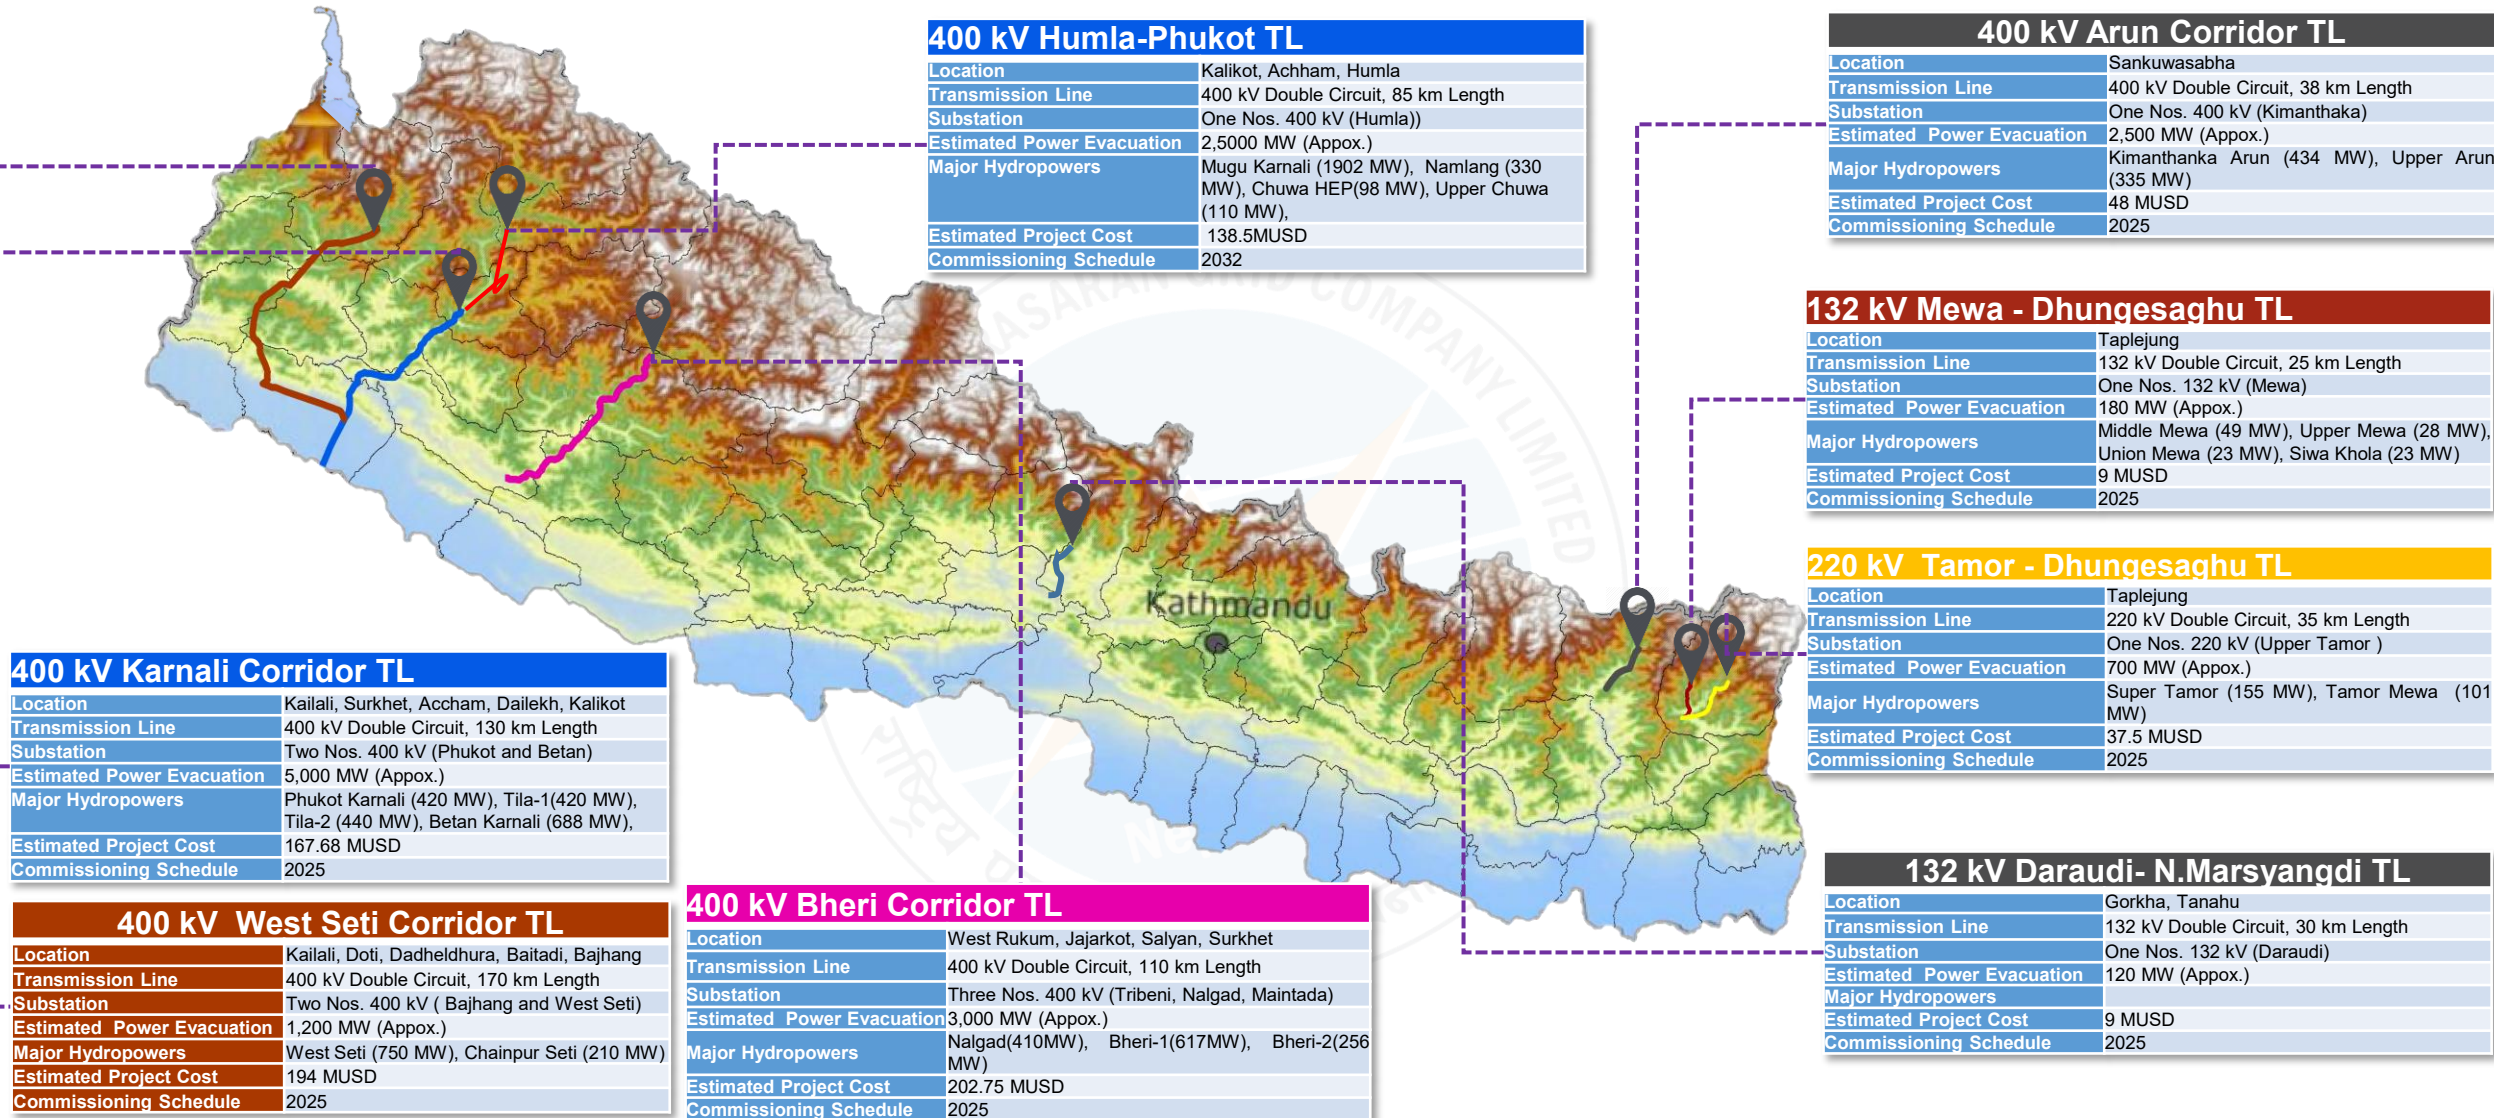 400 kV Humla-Phukot TL
Location Kalikot, Achham, Humla
Transmission Line 400 kV Double Circuit, 85 km Length
Substation One Nos. 400 kV (Humla))
Estimated Power Evacuation 2,5000 MW (Appox.)
Major Hydropowers Mugu Karnali (1902 MW), Namlang (330
MW), Chuwa HEP(98 MW), Upper Chuwa
(110 MW),
Estimated Project Cost 138.5MUSD
Commissioning Schedule 2032
400 kV Arun Corridor TL
Location Sankuwasabha
Transmission Line 400 kV Double Circuit, 38 km Length
Substation One Nos. 400 kV (Kimanthaka)
Estimated Power Evacuation 2,500 MW (Appox.)
Major Hydropowers Kimanthanka Arun (434 MW), Upper Arun
(335 MW)
Estimated Project Cost 48 MUSD
Commissioning Schedule 2025
132 kV Mewa - Dhungesaghu TL
Location Taplejung
Transmission Line 132 kV Double Circuit, 25 km Length
Substation One Nos. 132 kV (Mewa)
Estimated Power Evacuation 180 MW (Appox.)
Major Hydropowers Middle Mewa (49 MW), Upper Mewa (28 MW),
Union Mewa (23 MW), Siwa Khola (23 MW)
Estimated Project Cost 9 MUSD
Commissioning Schedule 2025
220 kV Tamor - Dhungesaghu TL
Location Taplejung
Transmission Line 220 kV Double Circuit, 35 km Length
Substation One Nos. 220 kV (Upper Tamor )
Estimated Power Evacuation 700 MW (Appox.)
Major Hydropowers Super Tamor (155 MW), Tamor Mewa (101
MW)
Estimated Project Cost 37.5 MUSD
Commissioning Schedule 2025
Kathmandu
400 kV Karnali Corridor TL
Location Kailali, Surkhet, Accham, Dailekh, Kalikot
Transmission Line 400 kV Double Circuit, 130 km Length
Substation Two Nos. 400 kV (Phukot and Betan)
Estimated Power Evacuation 5,000 MW (Appox.)
Major Hydropowers Phukot Karnali (420 MW), Tila-1(420 MW),
Tila-2 (440 MW), Betan Karnali (688 MW),
Estimated Project Cost 167.68 MUSD
Commissioning Schedule 2025
400 kV West Seti Corridor TL
Location Kailali, Doti, Dadheldhura, Baitadi, Bajhang
Transmission Line 400 kV Double Circuit, 170 km Length
Substation Two Nos. 400 kV ( Bajhang and West Seti)
Estimated Power Evacuation 1,200 MW (Appox.)
Major Hydropowers West Seti (750 MW), Chainpur Seti (210 MW)
Estimated Project Cost 194 MUSD
Commissioning Schedule 2025
400 kV Bheri Corridor TL
Location West Rukum, Jajarkot, Salyan, Surkhet
Transmission Line 400 kV Double Circuit, 110 km Length
Substation Three Nos. 400 kV (Tribeni, Nalgad, Maintada)
Estimated Power Evacuation 3,000 MW (Appox.)
Major Hydropowers Nalgad(410MW), Bheri-1(617MW), Bheri-2(256
MW)
Estimated Project Cost 202.75 MUSD
Commissioning Schedule 2025
132 kV Daraudi- N.Marsyangdi TL
Location Gorkha, Tanahu
Transmission Line 132 kV Double Circuit, 30 km Length
Substation One Nos. 132 kV (Daraudi)
Estimated Power Evacuation 120 MW (Appox.)
Major Hydropowers
Estimated Project Cost 9 MUSD
Commissioning Schedule 2025
GRID COMPANY LIMITED